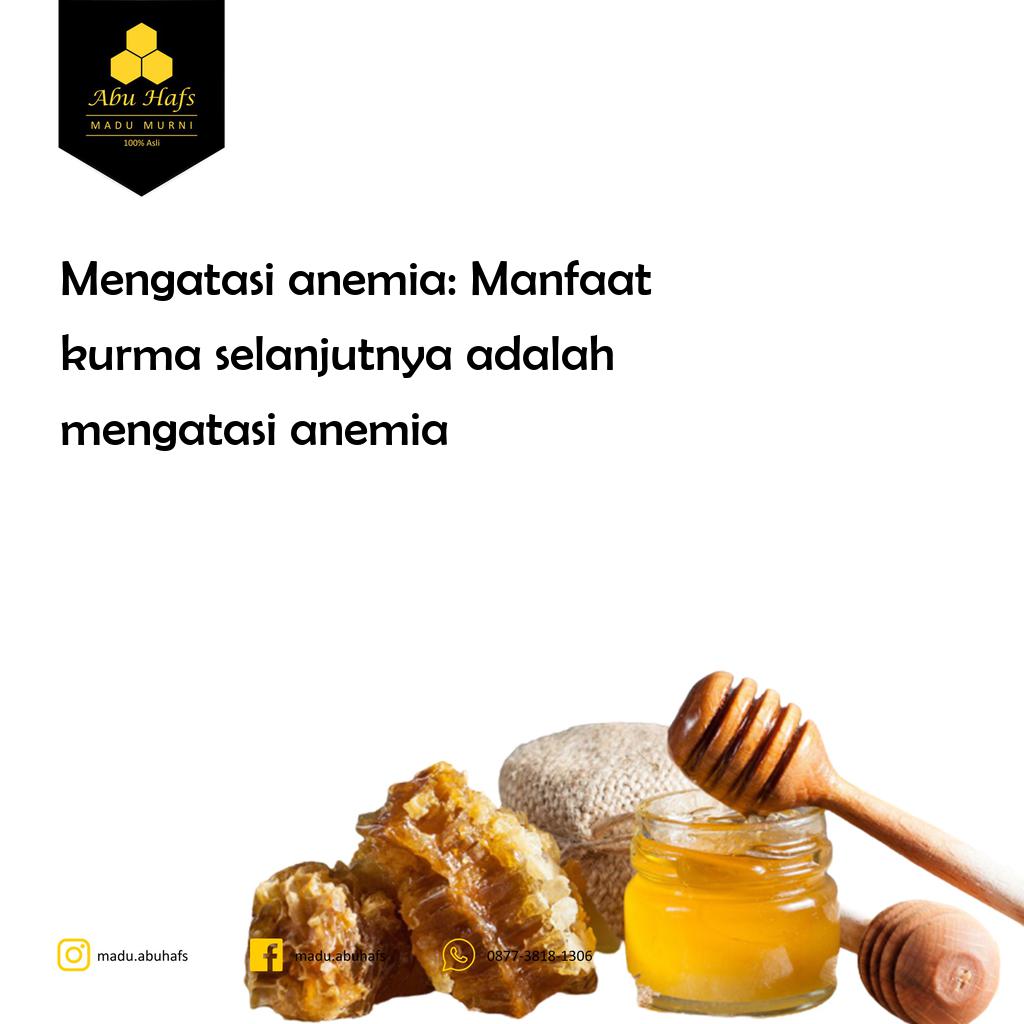 Abu Hafs
MADU MURNI
100% Asli
Mengatasi anemia: Manfaat
kurma selanjutnya adalah
mengatasi anemia
madu.abuhafs
madu.abuhafs
0877-3818-1306